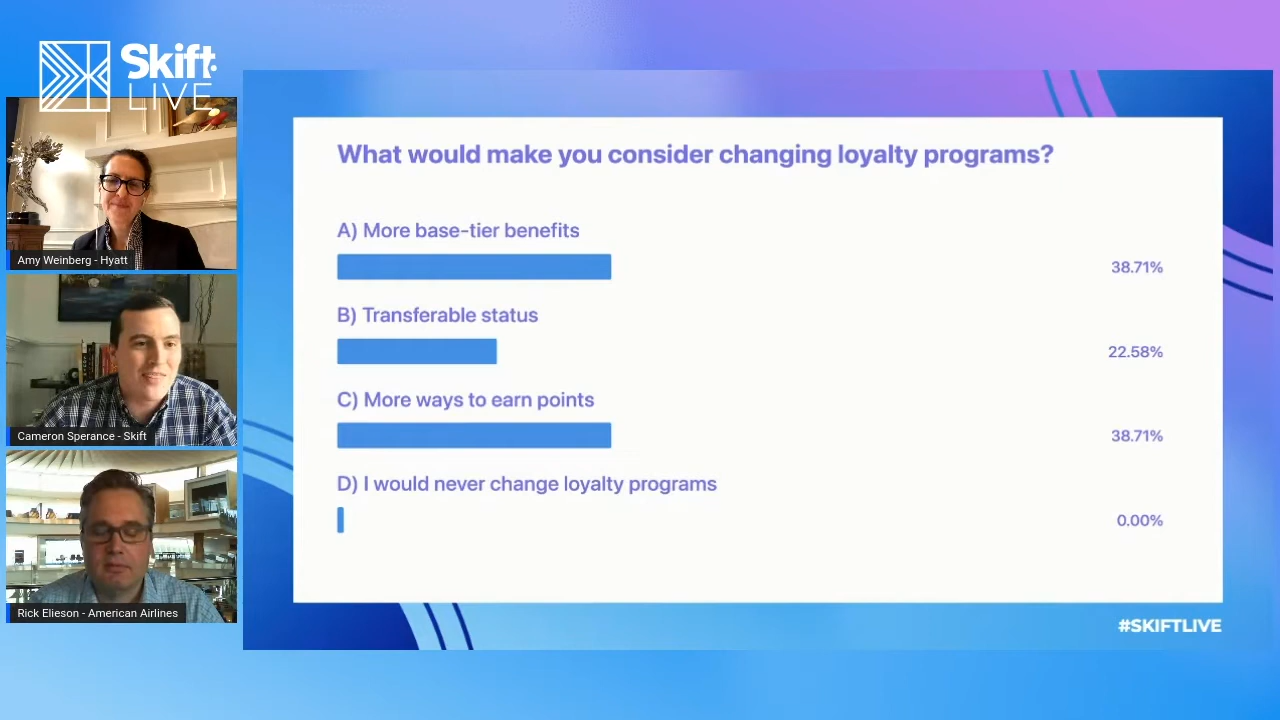 Skift
LIVE
Amy Weinberg - Hyatt
Cameron Sperance - Skift
Rick Elieson - American Airlines
What would make you consider changing loyalty programs?
A) More base-tier benefits
38.71%
B) Transferable status
22.58%
C) More ways to earn points
38.71%
D) I would never change loyalty programs
0.00%
#SKIFTLIVE